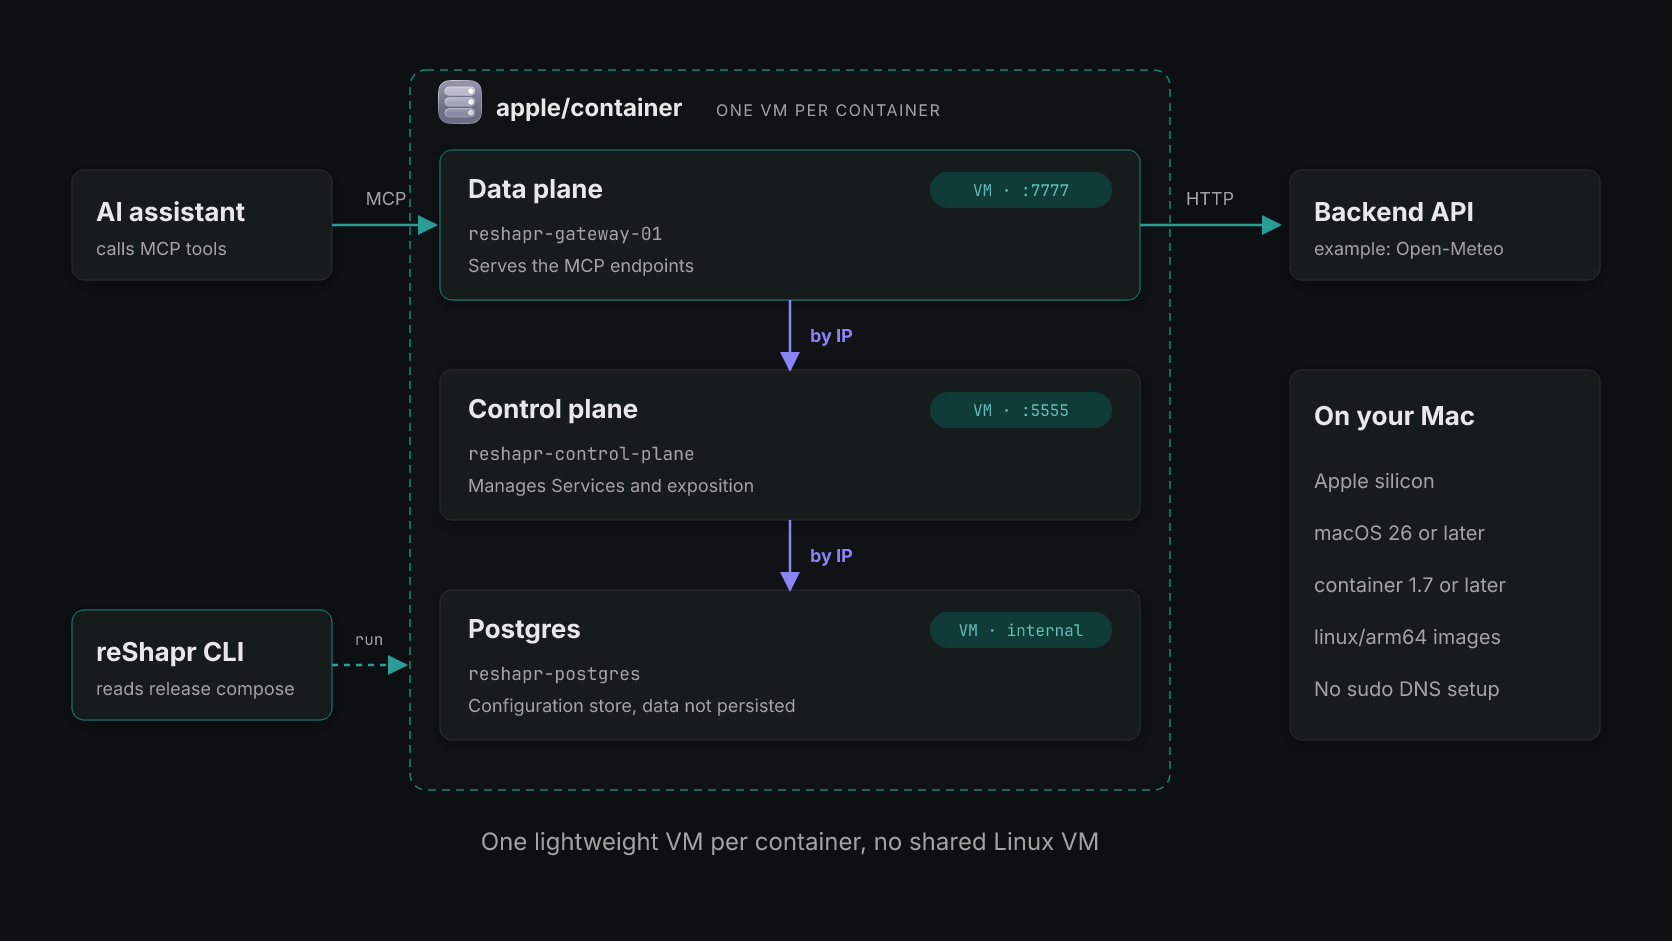 apple/container
ONE VM PER CONTAINER
AI assistant
calls MCP tools
MCP
Data plane
VM · :7777
reshapr-gateway-01
Serves the MCP endpoints
HTTP
Backend API
example: Open-Meteo
by IP
Control plane
VM · :5555
reshapr-control-plane
Manages Services and exposition
by IP
reShapr CLI
reads release compose
run
Postgres
VM · internal
reshapr-postgres
Configuration store, data not persisted
On your Mac
Apple silicon
macOS 26 or later
container 1.7 or later
linux/arm64 images
No sudo DNS setup
One lightweight VM per container, no shared Linux VM